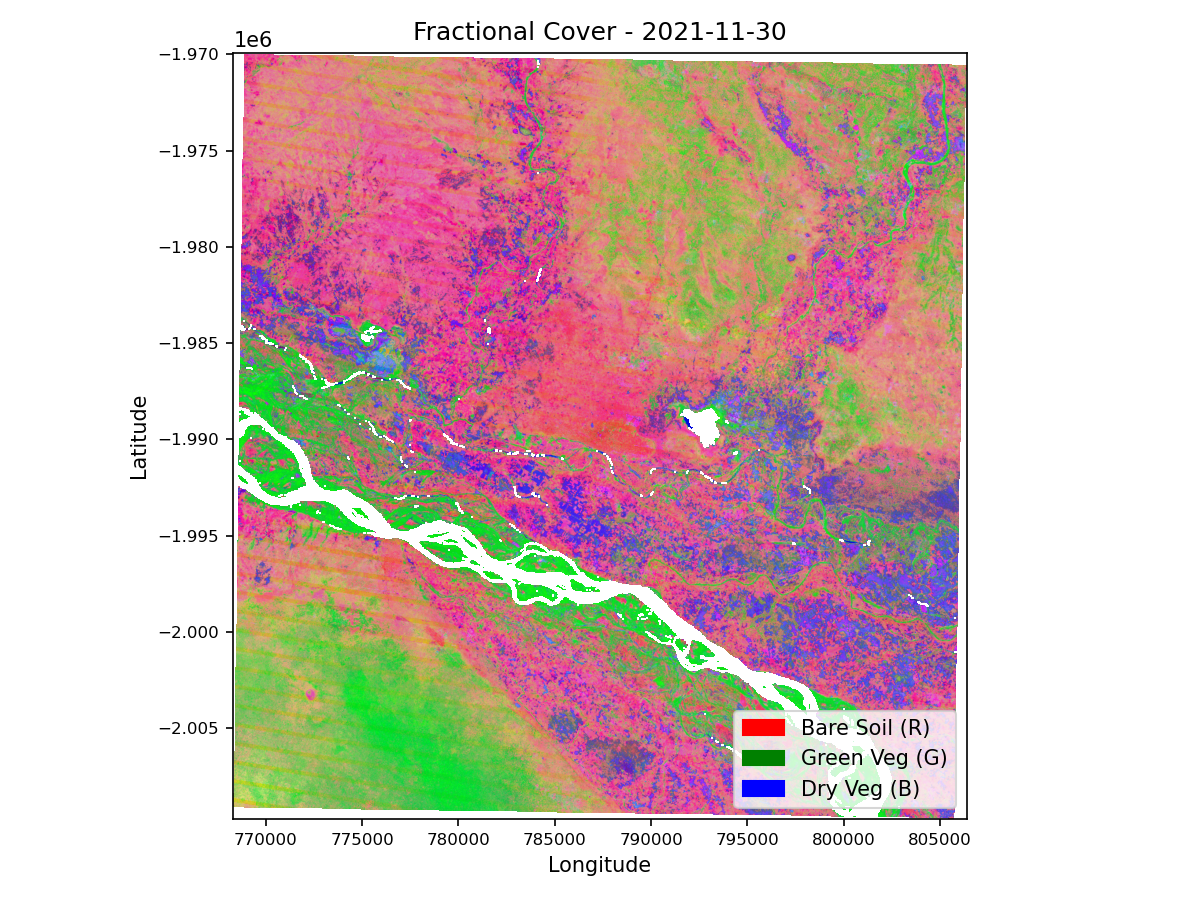 Fractional Cover - 2021-11-30
1e6
−1.970
−1.975
−1.980
−1.985
−1.990
−1.995
−2.000
−2.005
Latitude
770000 775000 780000 785000 790000 795000 800000 805000
Longitude
Bare Soil (R)
Green Veg (G)
Dry Veg (B)